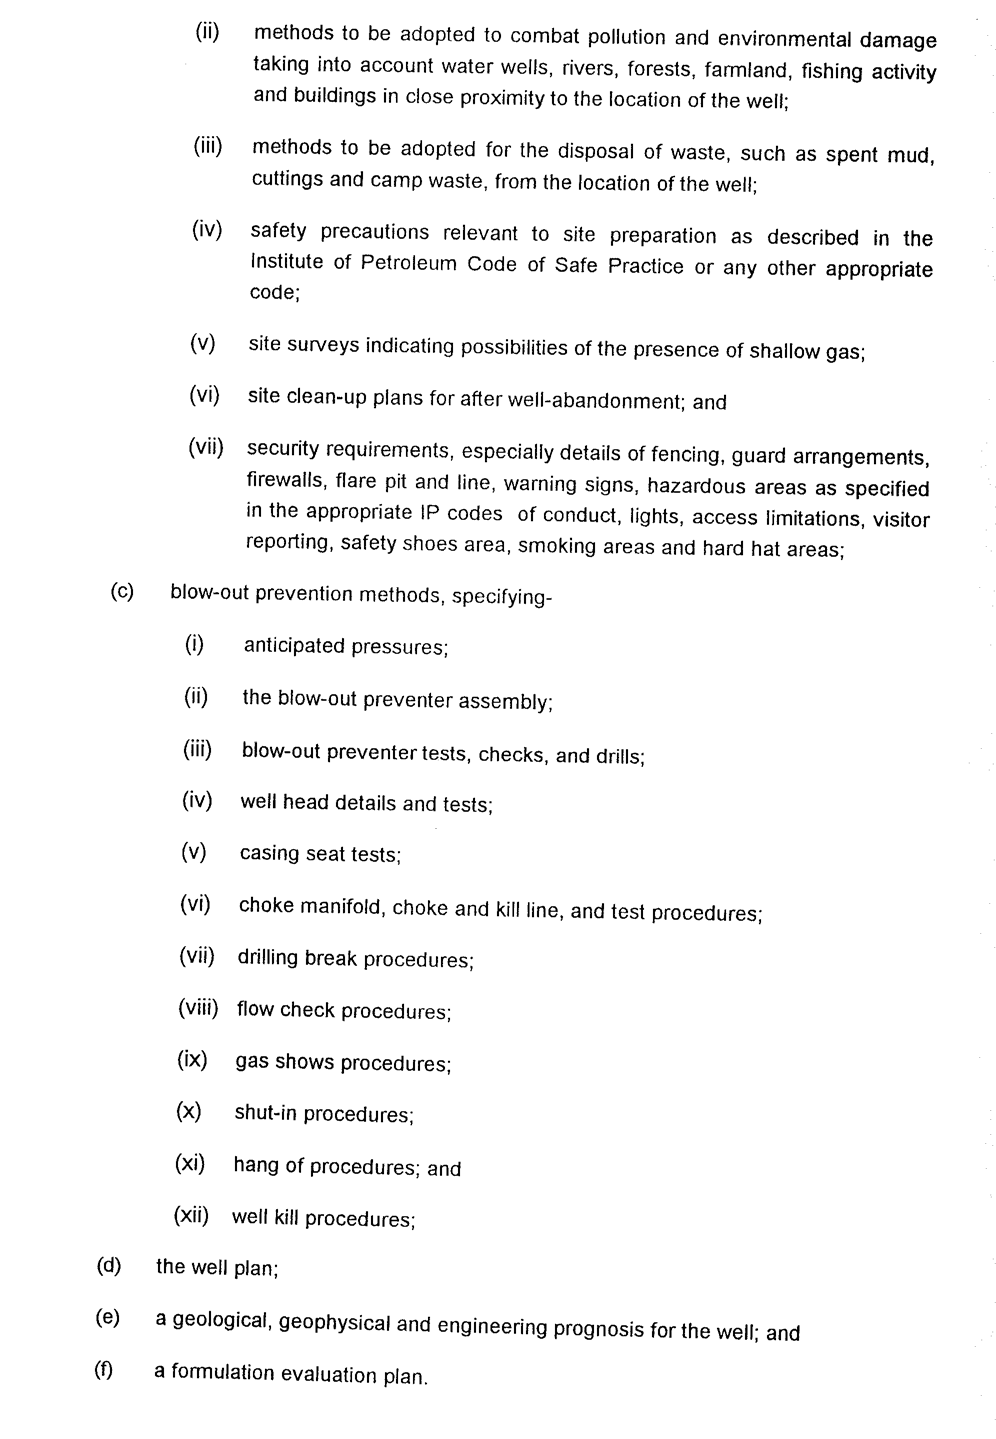 (ii) methods to be adopted to combat pollution and environmental damage
taking into account water wells, rivers, forests, farmland, fishing activity
and buildings in close proximity to the location of the well;
(iii) methods to be adopted for the disposal of waste, such as spent mud,
cuttings and camp waste, from the location of the well;
(iv) safety precautions relevant to site preparation as described in the
Institute of Petroleum Code of Safe Practice or any other appropriate
code;
(v) site surveys indicating possibilities of the presence of shallow gas;
(vi) site clean-up plans for after well-abandonment; and
(vii) security requirements, especially details of fencing, guard arrangements,
firewalls, flare pit and line, warning signs, hazardous areas as specified
in the appropriate IP codes of conduct, lights, access limitations, visitor
reporting, safety shoes area, smoking areas and hard hat areas;
(c) blow-out prevention methods, specifying-
(i) anticipated pressures;
(ii) the blow-out preventer assembly;
(iii) blow-out preventer tests, checks, and drills;
(iv) well head details and tests;
(v) casing seat tests;
(vi) choke manifold, choke and kill line, and test procedures;
(vii) drilling break procedures;
(viii) flow check procedures;
(ix) gas shows procedures;
(x) shut-in procedures;
(xi) hang of procedures; and
(xii) well kill procedures;
(d) the well plan;
(e) a geological, geophysical and engineering prognosis for the well; and
(f) a formulation evaluation plan.